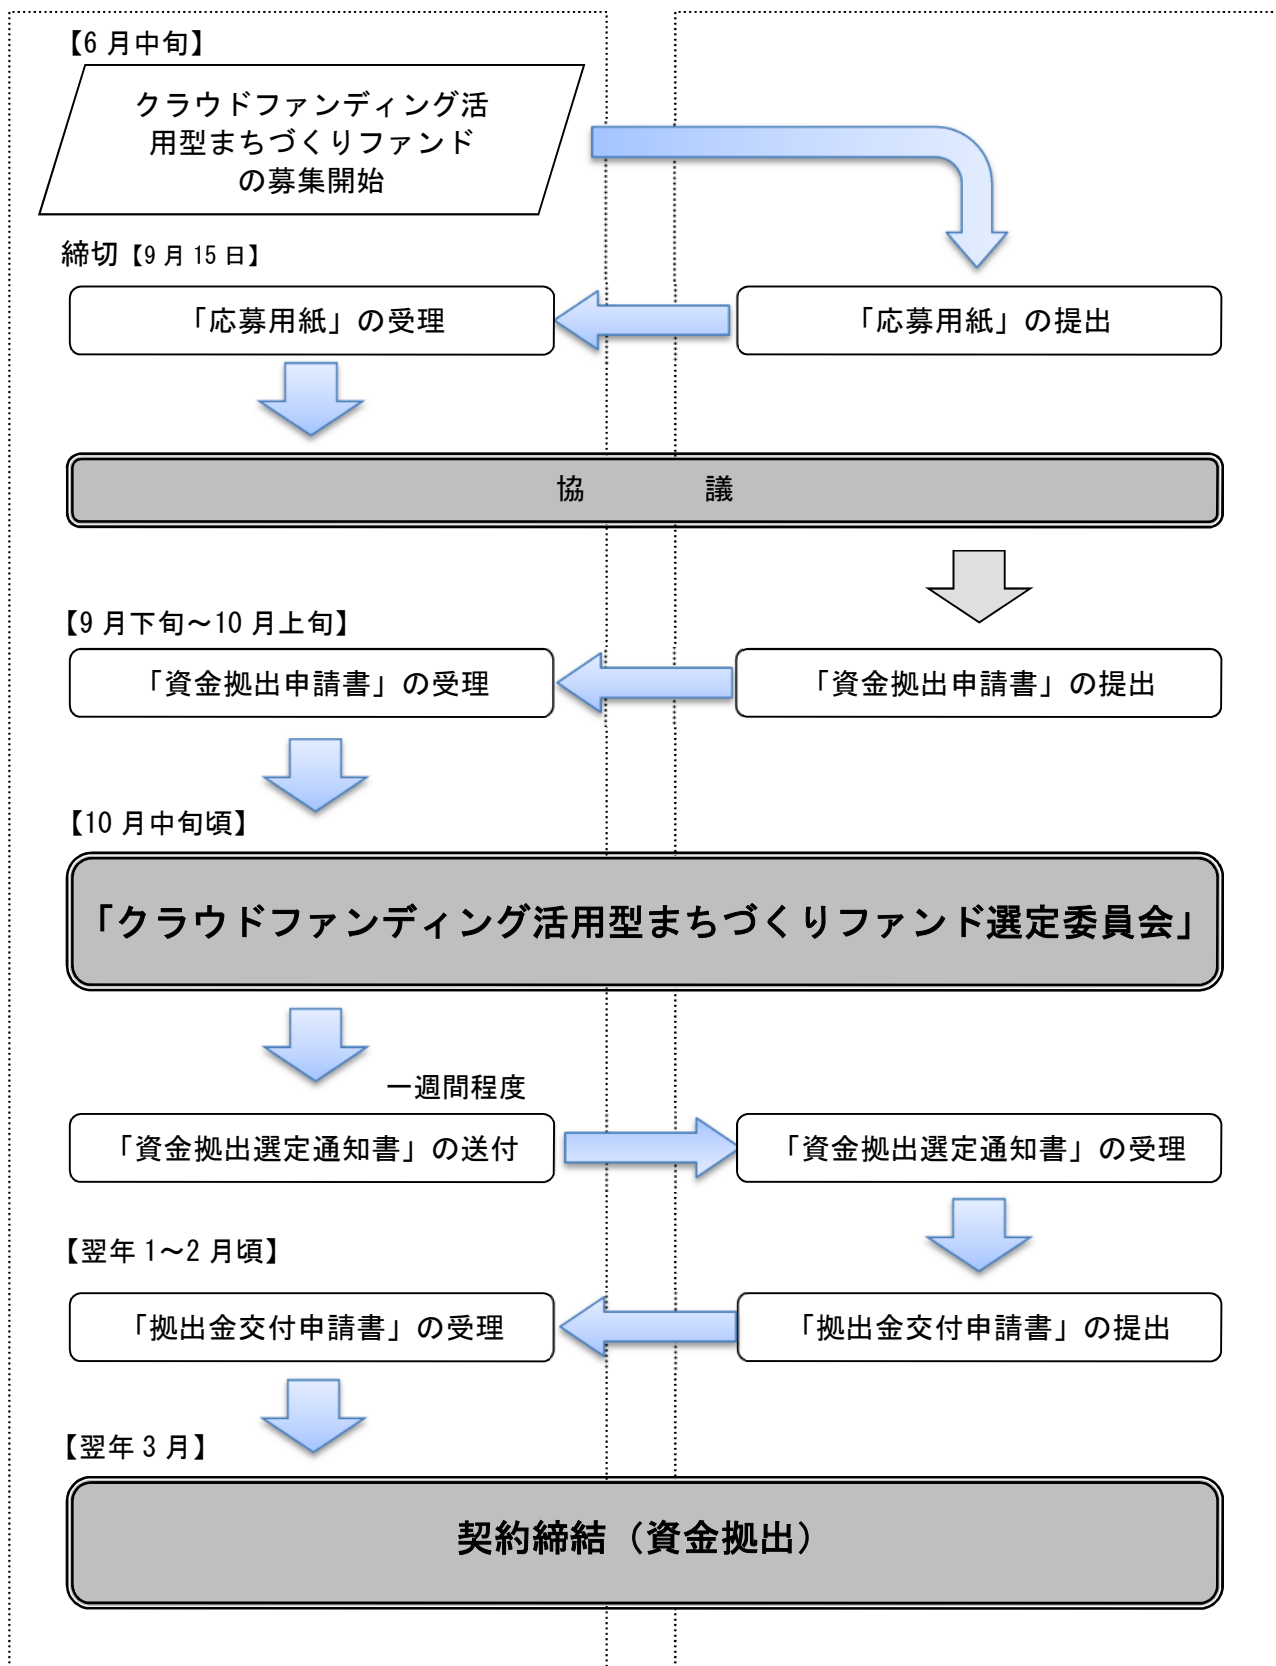 【6 月中旬】
クラウドファンディング活
用型まちづくりファンド
の募集開始
締切【9 月 15 日】
「応募用紙」の受理
「応募用紙」の提出
協　　　議
【9 月下旬～10 月上旬】
「資金拠出申請書」の受理
「資金拠出申請書」の提出
【10 月中旬頃】
「クラウドファンディング活用型まちづくりファンド選定委員会」
一週間程度
「資金拠出選定通知書」の送付
「資金拠出選定通知書」の受理
【翌年 1～2 月頃】
「拠出金交付申請書」の受理
「拠出金交付申請書」の提出
【翌年 3 月】
契約締結（資金拠出）